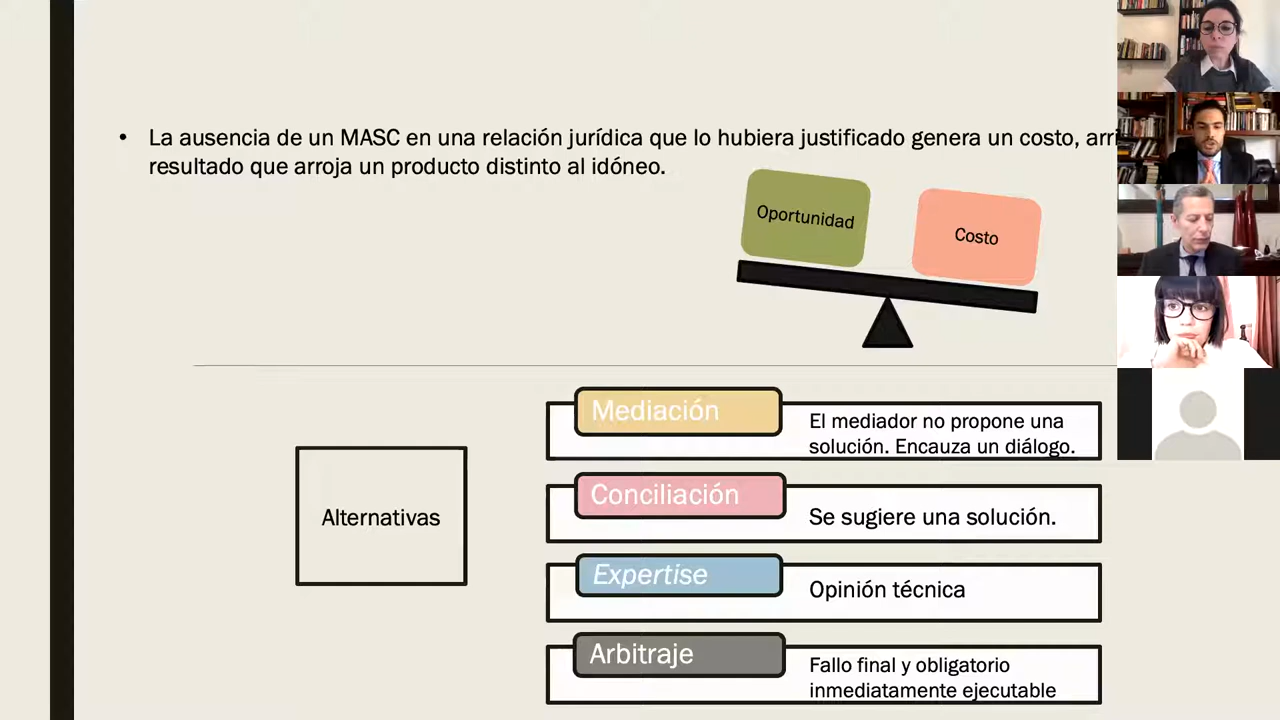 • La ausencia de un MASC en una relación jurídica que lo hubiera justificado genera un costo,
resultado que arroja un producto distinto al idóneo.
Oportunidad
Costo
Alternativas
Mediación
El mediador no propone una
solución. Encauza un diálogo.
Conciliación
Se sugiere una solución.
Expertise
Opinión técnica
Arbitraje
Fallo final y obligatorio
inmediatamente ejecutable